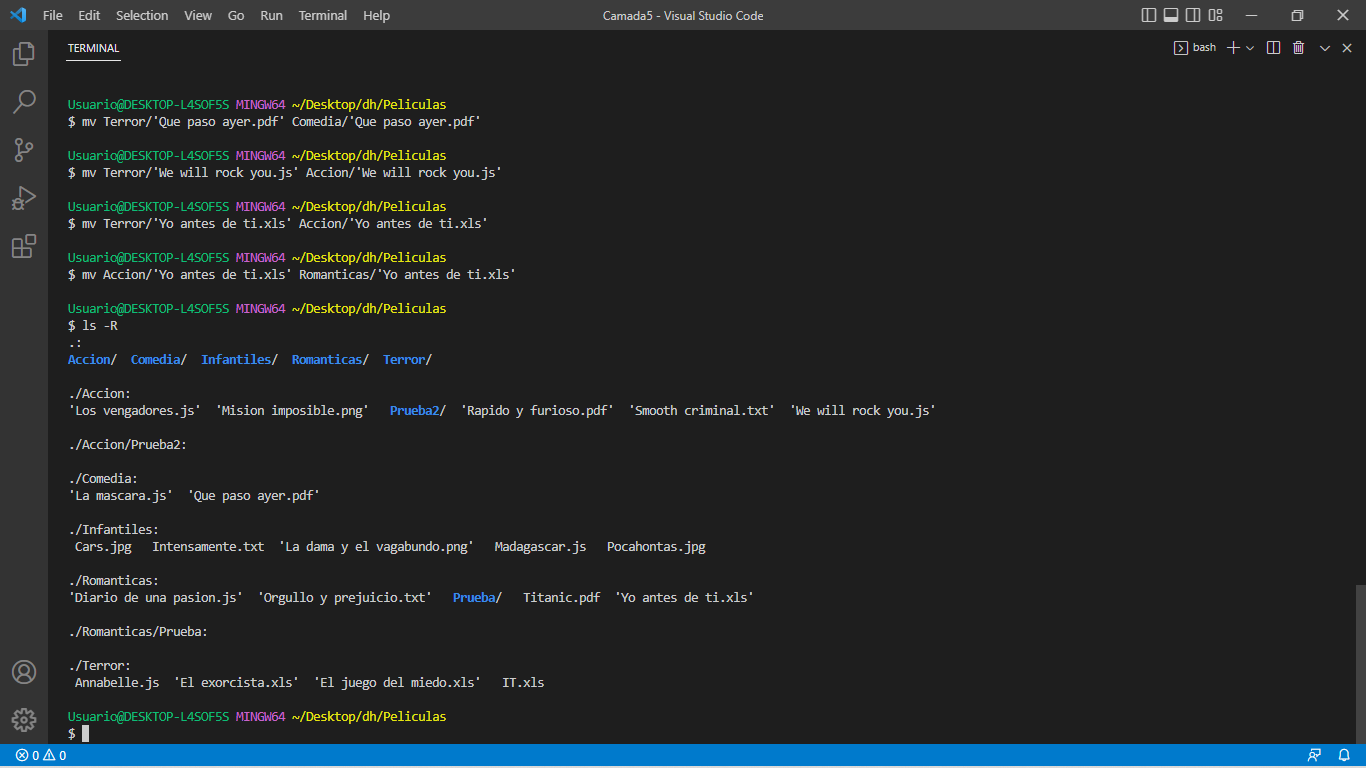 File Edit Selection View Go Run Terminal Help Camada5 - Visual Studio Code
TERMINAL bash
Usuario@DESKTOP-L4SOF5S MINGW64 ~/Desktop/dh/Peliculas
$ mv Terror/'Que paso ayer.pdf' Comedia/'Que paso ayer.pdf'
Usuario@DESKTOP-L4SOF5S MINGW64 ~/Desktop/dh/Peliculas
$ mv Terror/'We will rock you.js' Accion/'We will rock you.js'
Usuario@DESKTOP-L4SOF5S MINGW64 ~/Desktop/dh/Peliculas
$ mv Terror/'Yo antes de ti.xls' Accion/'Yo antes de ti.xls'
Usuario@DESKTOP-L4SOF5S MINGW64 ~/Desktop/dh/Peliculas
$ mv Accion/'Yo antes de ti.xls' Romanticas/'Yo antes de ti.xls'
Usuario@DESKTOP-L4SOF5S MINGW64 ~/Desktop/dh/Peliculas
$ ls -R
.:
Accion/ Comedia/ Infantiles/ Romanticas/ Terror/
./Accion:
'Los vengadores.js' 'Mision imposible.png' Prueba2/ 'Rapido y furioso.pdf' 'Smooth criminal.txt' 'We will rock you.js'
./Accion/Prueba2:
./Comedia:
'La mascara.js' 'Que paso ayer.pdf'
./Infantiles:
Cars.jpg Intensamente.txt 'La dama y el vagabundo.png' Madagascar.js Pocahontas.jpg
./Romanticas:
'Diario de una pasion.js' 'Orgullo y prejuicio.txt' Prueba/ Titanic.pdf 'Yo antes de ti.xls'
./Romanticas/Prueba:
./Terror:
Annabelle.js 'El exorcista.xls' 'El juego del miedo.xls' IT.xls
Usuario@DESKTOP-L4SOF5S MINGW64 ~/Desktop/dh/Peliculas
$
0 0